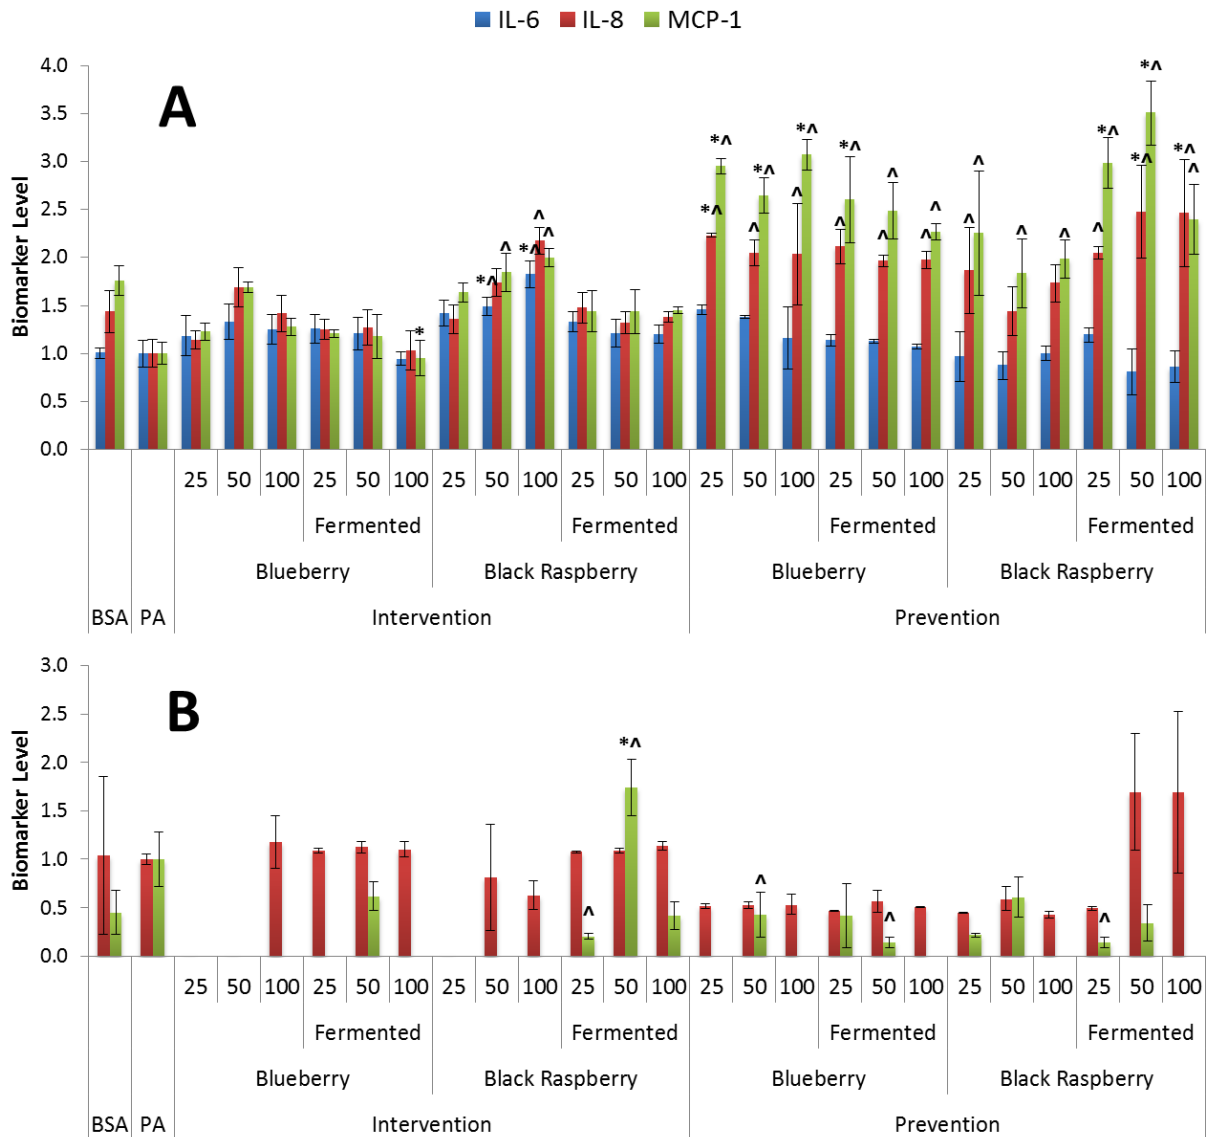 IL-6 IL-8 MCP-1
A
Biomarker Level
4.0
*^
3.5
*^ *^ *^ *^ *^ *^
3.0
^ ^ ^
2.5
*^ ^ ^ ^ ^ ^ ^ ^ ^ ^ ^ ^
2.0
^ ^ *^ ^
*^
1.5
*
1.0
0.5
0.0
25 50 100 25 50 100 25 50 100 25 50 100 25 50 100 25 50 100 25 50 100 25 50 100
Fermented Fermented Fermented Fermented
Blueberry Black Raspberry Blueberry Black Raspberry
BSA PA Intervention Prevention
B
Biomarker Level
3.0
2.5
*^
2.0
1.5
1.0
^ ^
0.5
^ ^
0.0
25 50 100 25 50 100 25 50 100 25 50 100 25 50 100 25 50 100 25 50 100 25 50 100
Fermented Fermented Fermented Fermented
Blueberry Black Raspberry Blueberry Black Raspberry
BSA PA Intervention Prevention